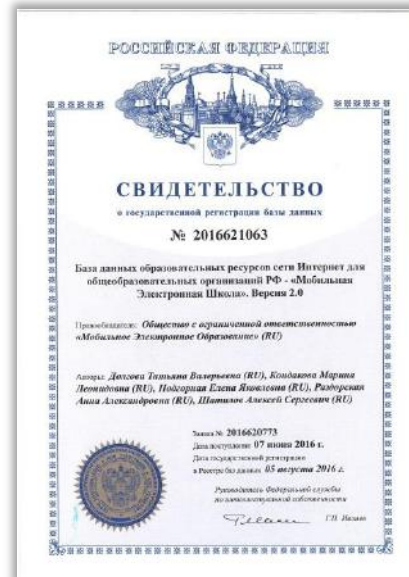 РОССИЙСКАЯ ФЕДЕРАЦИЯ
СВИДЕТЕЛЬСТВО
о государственной регистрации базы данных
№ 2016621063
База данных образовательных ресурсов сети Интернет для
общеобразовательных организаций РФ - «Мобильная
Электронная Школа». Версия 2.0
Правообладатель: Общество с ограниченной ответственностью
«Мобильное Электронное Образование» (RU)
Авторы: Долгова Татьяна Валерьевна (RU), Кондакова Марина
Леонидовна (RU), Подгорная Елена Яковлевна (RU), Раздорская
Анна Александровна (RU), Шатилов Алексей Сергеевич (RU)
Заявка № 2016620773
Дата поступления 07 июня 2016 г.
Дата государственной регистрации
в Реестре баз данных 05 августа 2016 г.
Руководитель Федеральной службы
по интеллектуальной собственности
Г.П. Ивлиев